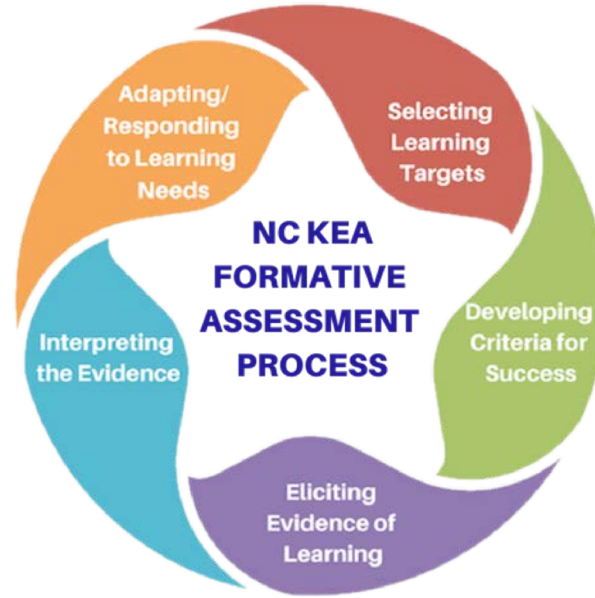 NC KEA
FORMATIVE
ASSESSMENT
PROCESS
Selecting
Learning
Targets
Developing
Criteria for
Success
Eliciting
Evidence of
Learning
Interpreting
the Evidence
Adapting/
Responding
to Learning
Needs